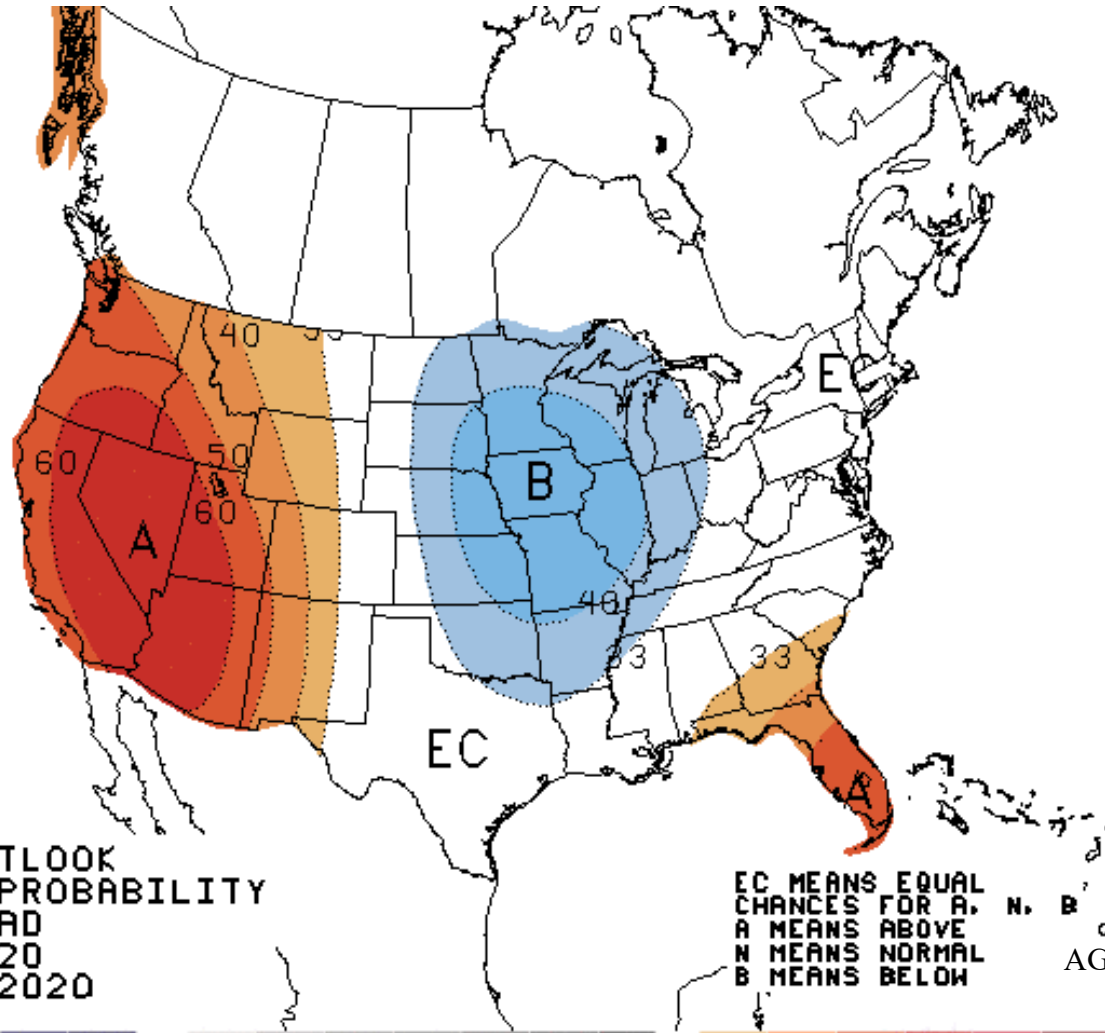 40
E
50
60
B
60
A
40
33
33
EC
A
TLOOK
PROBABILITY
AD
20
2020
EC MEANS EQUAL
CHANCES FOR A, N, B
A MEANS ABOVE
N MEANS NORMAL
AG
B MEANS BELOW